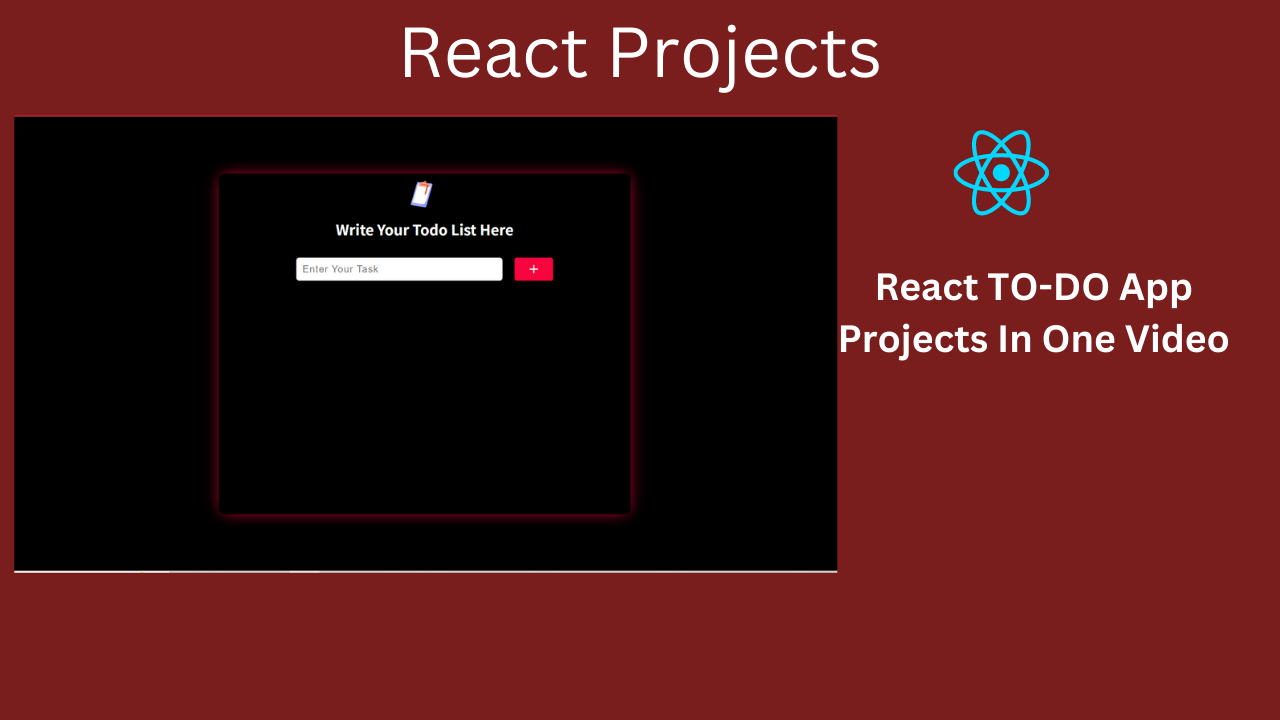 React Projects
Write Your Todo List Here
Enter Your Task
+
React TO-DO App
Projects In One Video